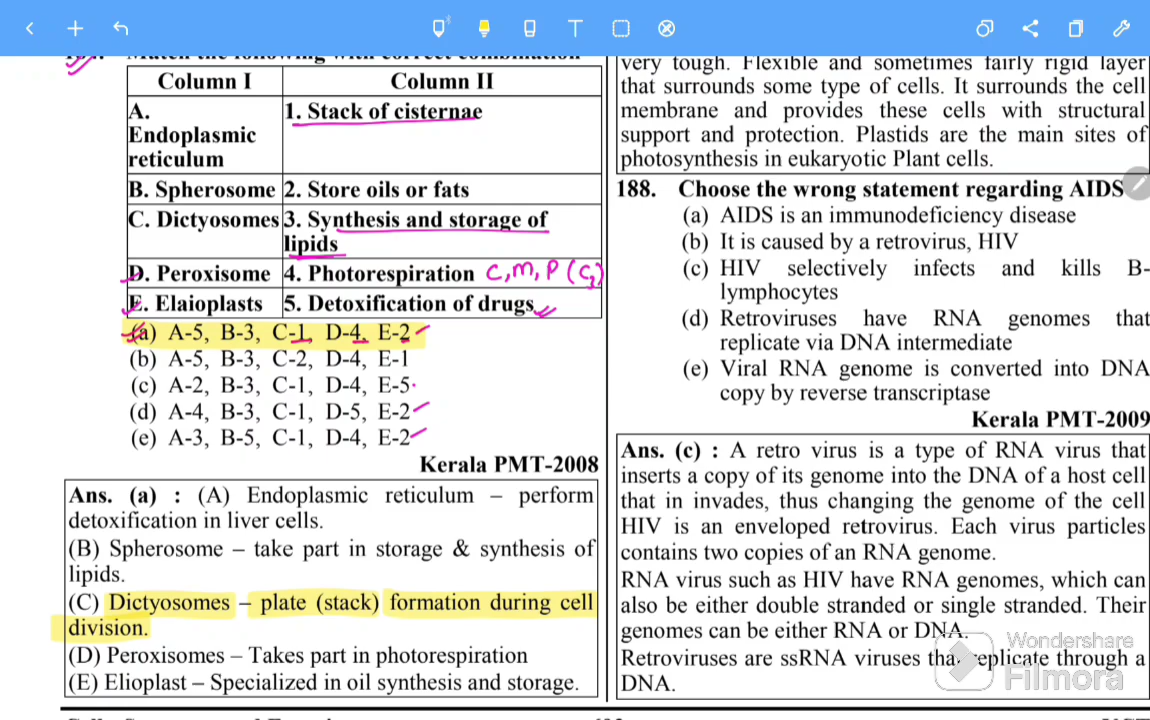 Column I Column II
A. 1. Stack of cisternae
Endoplasmic
reticulum
B. Spherosome 2. Store oils or fats
C. Dictyosomes 3. Synthesis and storage of
lipids
D. Peroxisome 4. Photorespiration C, M, P (C3)
E. Elaioplasts 5. Detoxification of drugs
(a) A-5, B-3, C-1, D-4, E-2
(b) A-5, B-3, C-2, D-4, E-1
(c) A-2, B-3, C-1, D-4, E-5
(d) A-4, B-3, C-1, D-5, E-2
(e) A-3, B-5, C-1, D-4, E-2
Kerala PMT-2008
Ans. (a) : (A) Endoplasmic reticulum – perform
detoxification in liver cells.
(B) Spherosome – take part in storage & synthesis of
lipids.
(C) Dictyosomes – plate (stack) formation during cell
division.
(D) Peroxisomes – Takes part in photorespiration
(E) Elioplast – Specialized in oil synthesis and storage.
very tough. Flexible and sometimes fairly rigid layer
that surrounds some type of cells. It surrounds the cell
membrane and provides these cells with structural
support and protection. Plastids are the main sites of
photosynthesis in eukaryotic Plant cells.
188. Choose the wrong statement regarding AIDS
(a) AIDS is an immunodeficiency disease
(b) It is caused by a retrovirus, HIV
(c) HIV selectively infects and kills B-
lymphocytes
(d) Retroviruses have RNA genomes that
replicate via DNA intermediate
(e) Viral RNA genome is converted into DNA
copy by reverse transcriptase
Kerala PMT-2009
Ans. (c) : A retro virus is a type of RNA virus that
inserts a copy of its genome into the DNA of a host cell
that in invades, thus changing the genome of the cell
HIV is an enveloped retrovirus. Each virus particles
contains two copies of an RNA genome.
RNA virus such as HIV have RNA genomes, which can
also be either double stranded or single stranded. Their
genomes can be either RNA or DNA.
Retroviruses are ssRNA viruses that replicate through a
DNA.
Wondershare
Filmora